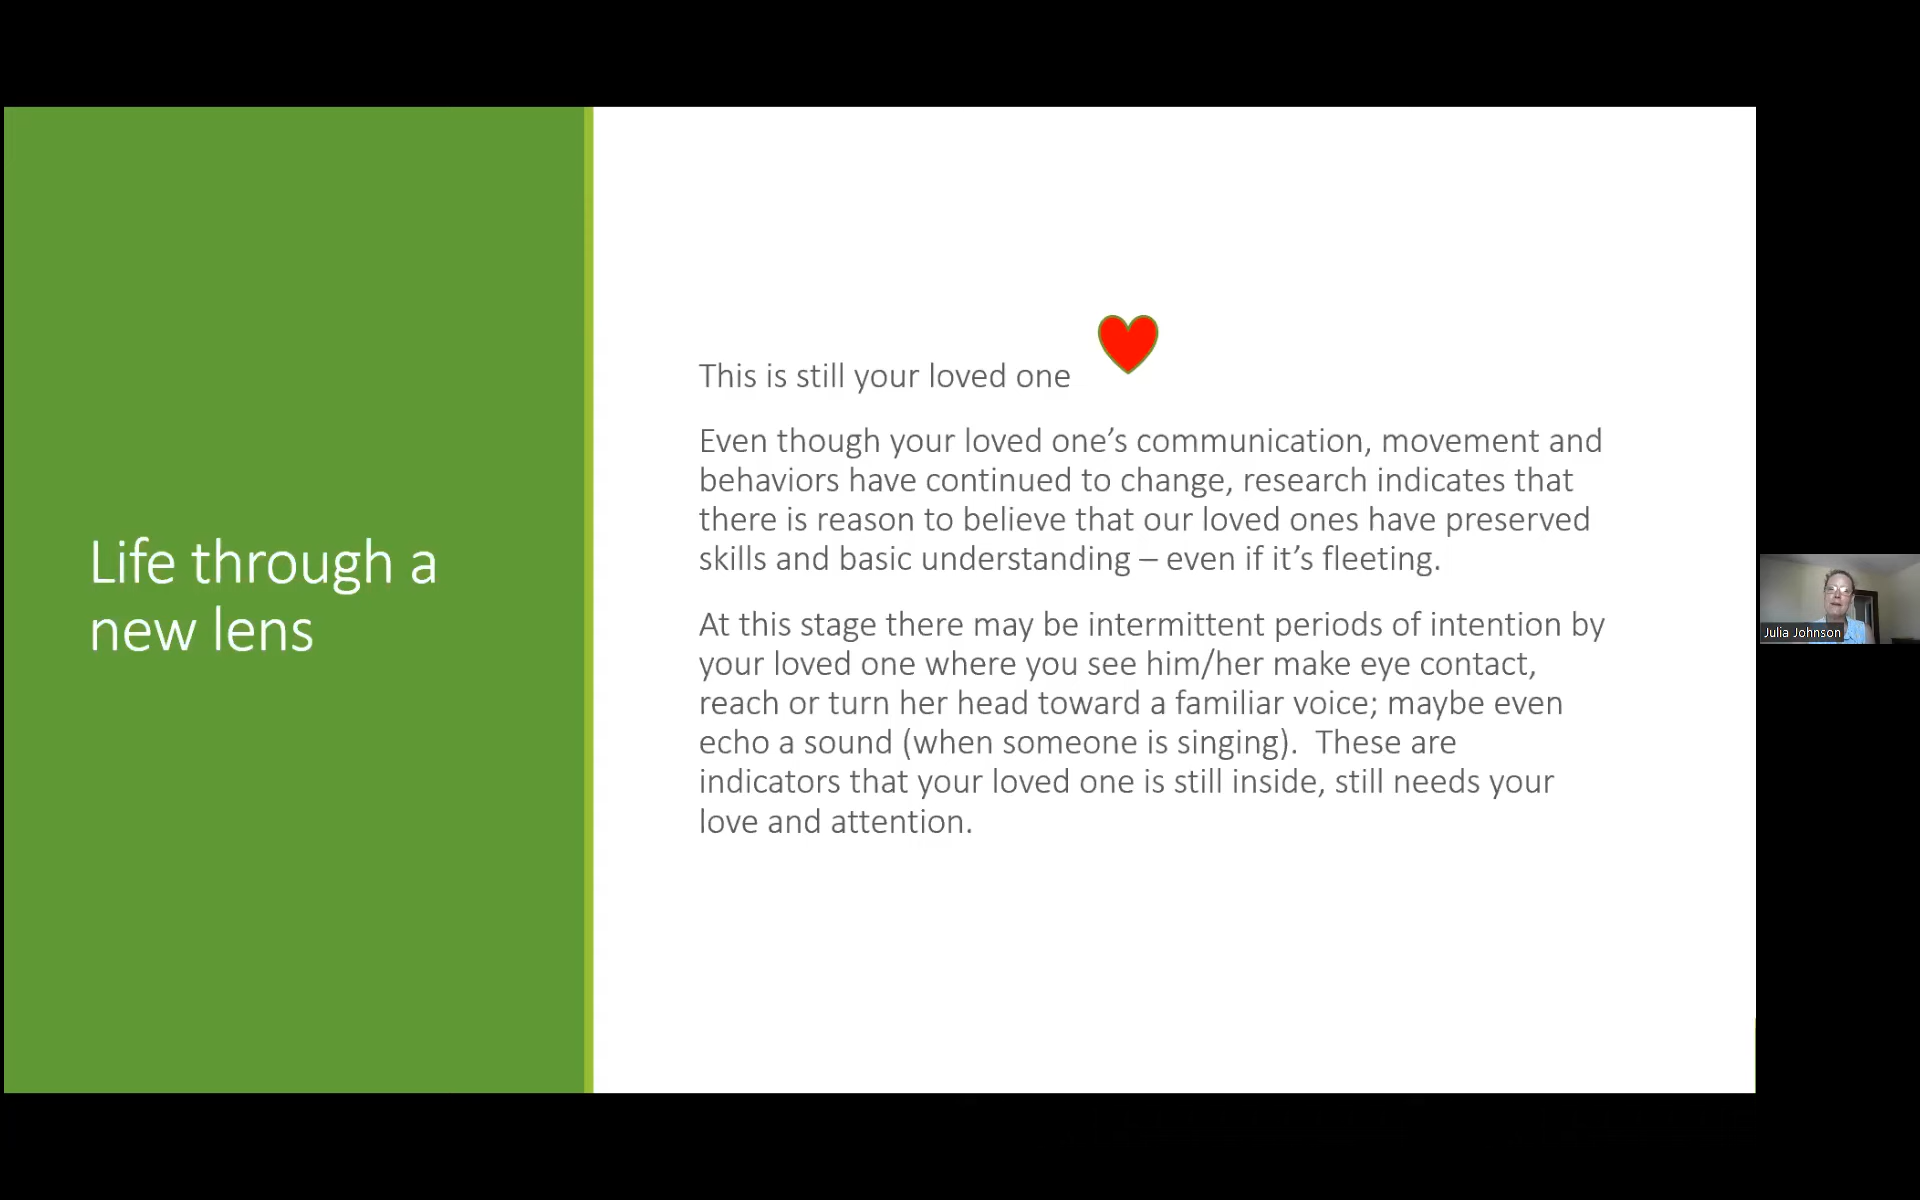 Life through a
new lens
This is still your loved one
Even though your loved one’s communication, movement and
behaviors have continued to change, research indicates that
there is reason to believe that our loved ones have preserved
skills and basic understanding – even if it’s fleeting.
At this stage there may be intermittent periods of intention by
your loved one where you see him/her make eye contact,
reach or turn her head toward a familiar voice; maybe even
echo a sound (when someone is singing).  These are
indicators that your loved one is still inside, still needs your
love and attention.
Julia Johnson